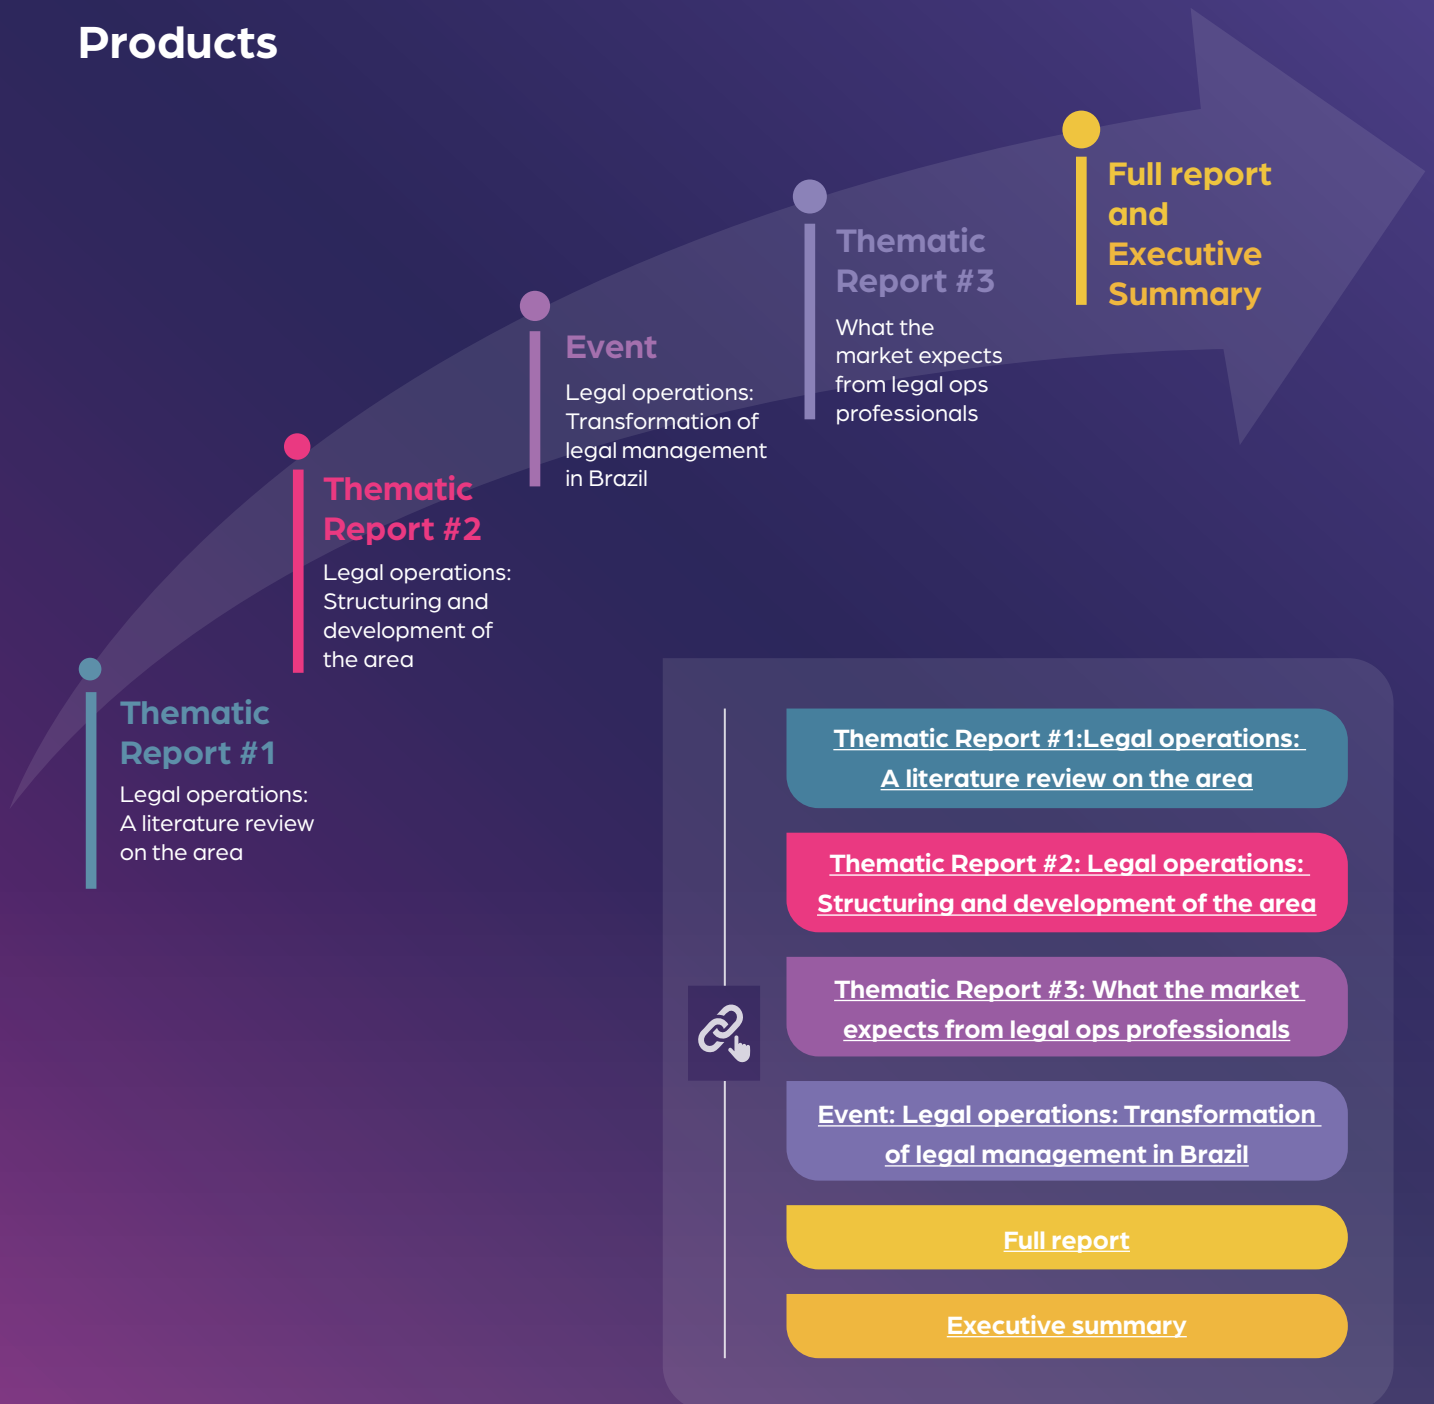 Products
Thematic
Report #1
Legal operations:
A literature review
on the area
Thematic
Report #2
Legal operations:
Structuring and
development of
the area
Event
Legal operations:
Transformation of
legal management
in Brazil
Thematic
Report #3
What the
market expects
from legal ops
professionals
Full report
and
Executive
Summary
Thematic Report #1:Legal operations:
A literature review on the area
Thematic Report #2: Legal operations:
Structuring and development of the area
Thematic Report #3: What the market
expects from legal ops professionals
Event: Legal operations: Transformation
of legal management in Brazil
Full report
Executive summary